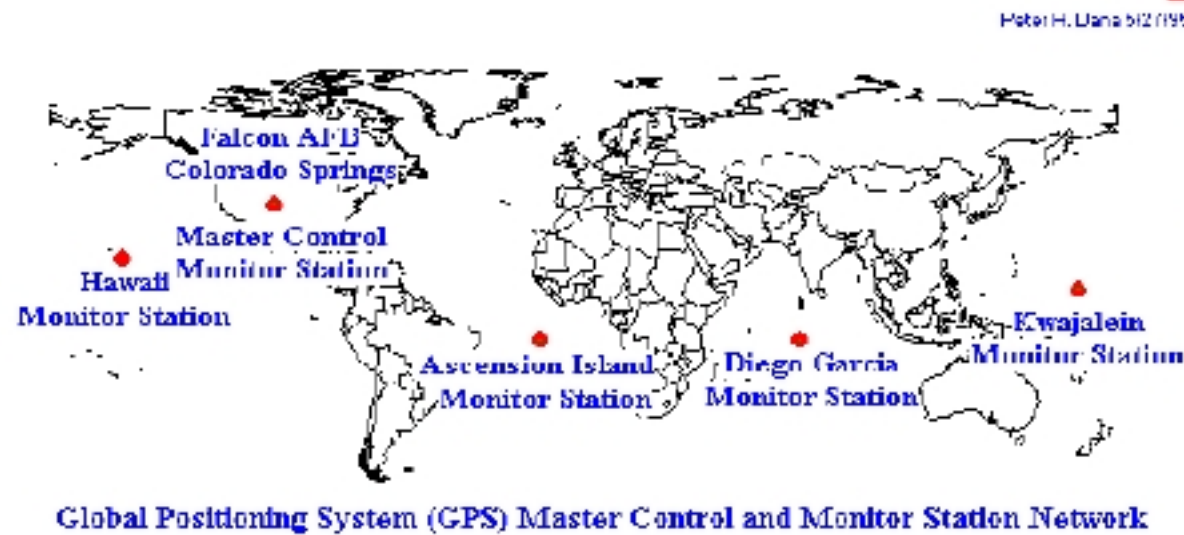 Peter H. Dana
Falcon AFB
Colorado Springs
Master Control
Monitor Station
Hawaii
Monitor Station
Ascension Island
Monitor Station
Diego Garcia
Monitor Station
Kwajalein
Monitor Station
Global Positioning System (GPS) Master Control and Monitor Station Network